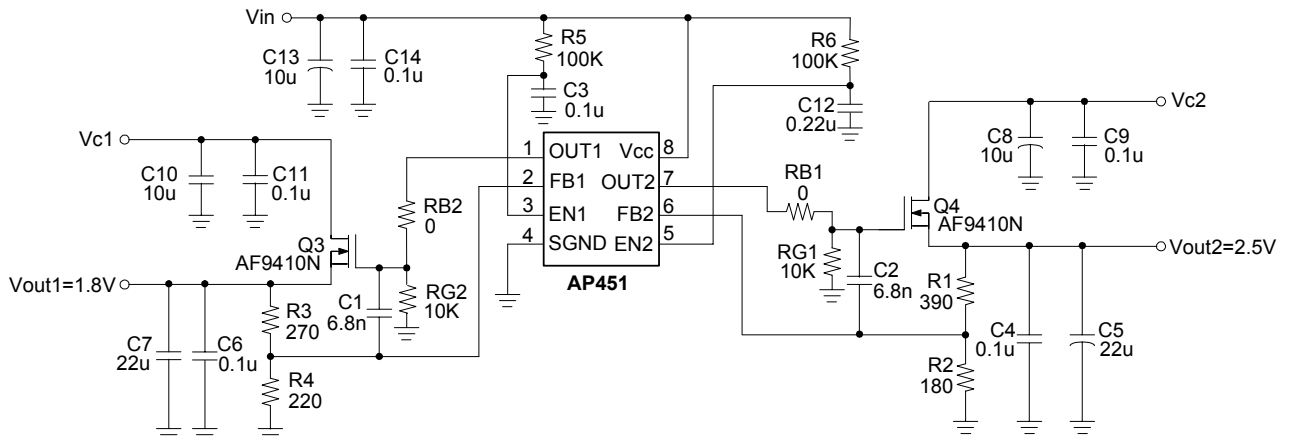 Vin
C13
10u
C14
0.1u
R5
100K
C3
0.1u
R6
100K
C12
0.22u
Vc1
C10
10u
C11
0.1u
Q3
AF9410N
Vout1=1.8V
C7
22u
C6
0.1u
R3
270
R4
220
C1
6.8n
RB2
0
RG2
10K
1 OUT1 Vcc 8
2 FB1 OUT2 7
3 EN1 FB2 6
4 SGND EN2 5
AP451
RB1
0
RG1
10K
C2
6.8n
Q4
AF9410N
Vc2
C8
10u
C9
0.1u
Vout2=2.5V
R1
390
R2
180
C4
0.1u
C5
22u